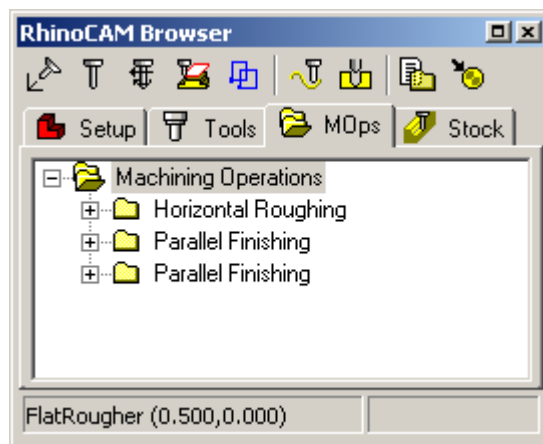 RhinoCAM Browser
Setup Tools MOps Stock
Machining Operations
Horizontal Roughing
Parallel Finishing
Parallel Finishing
FlatRougher (0.500,0.000)